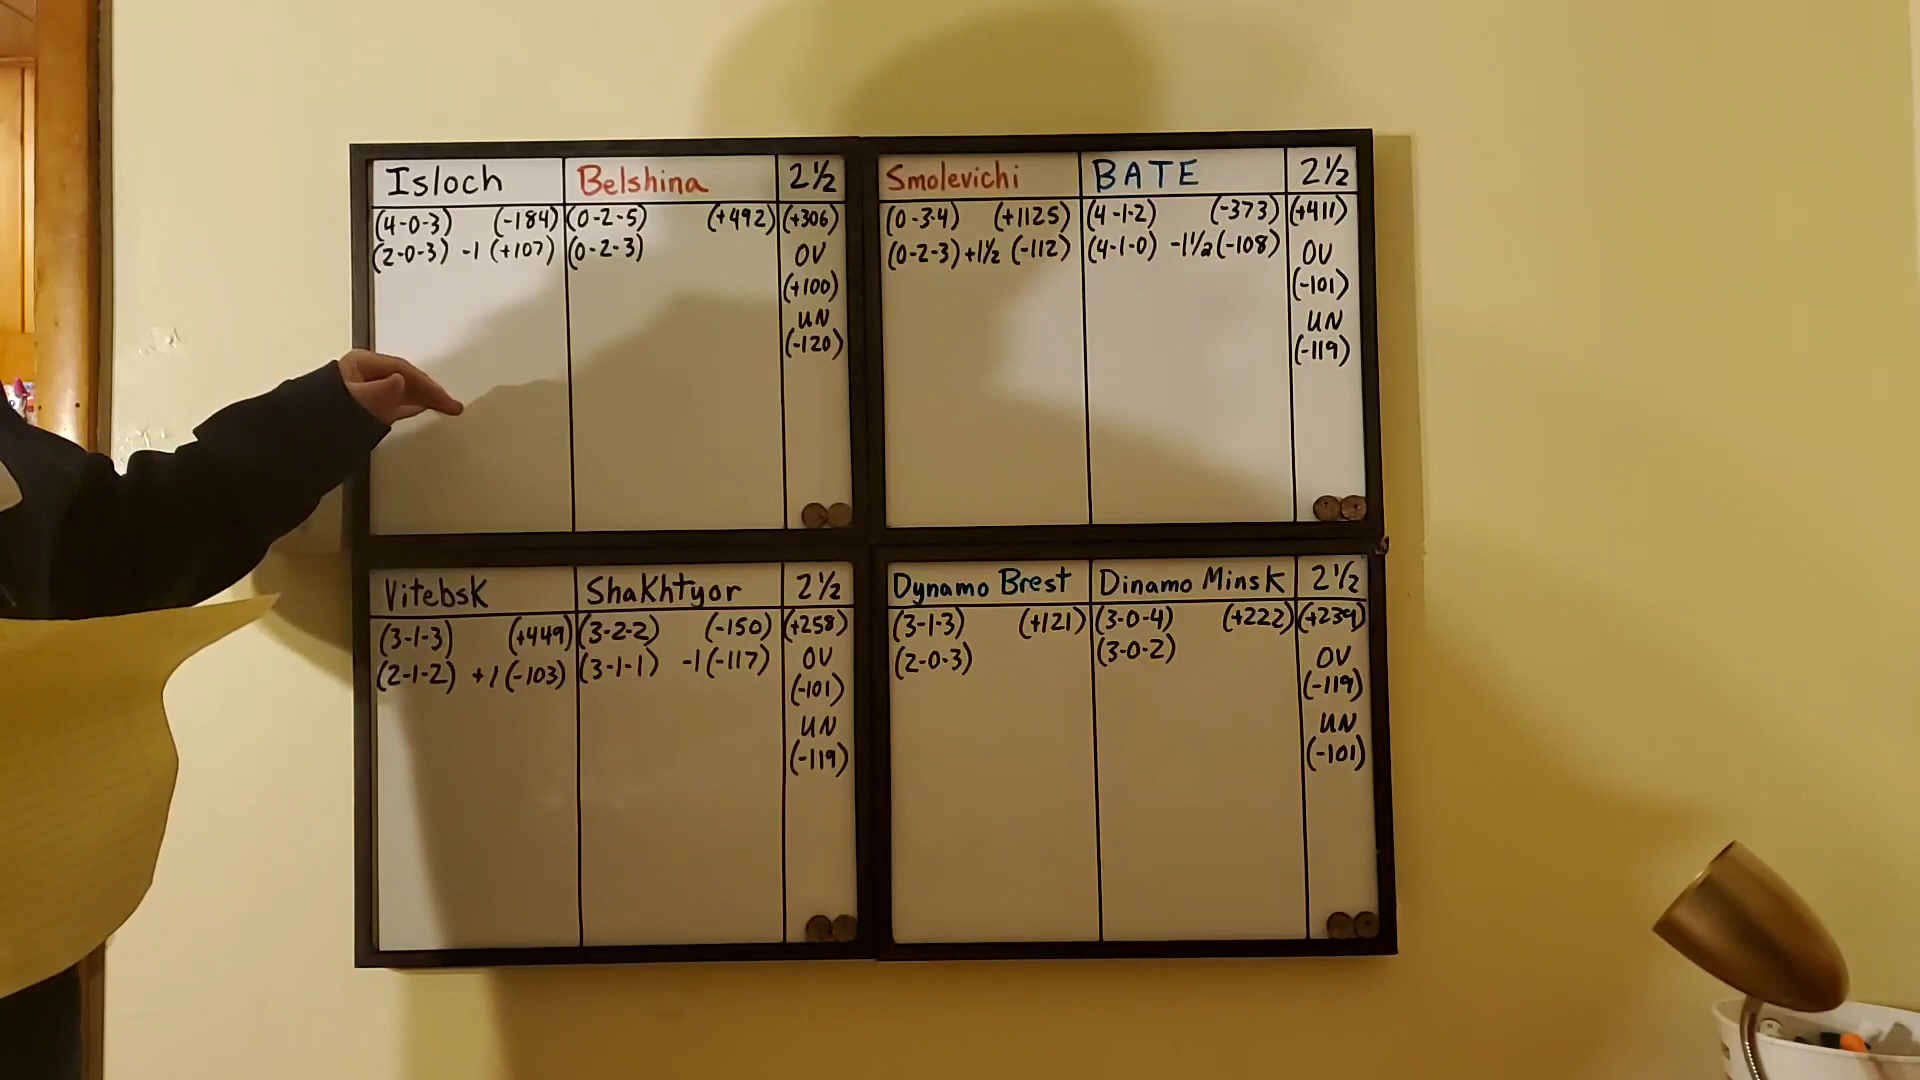 Isloch Belshina 2½
(4-0-3) (-184) (0-2-5) (+492) (+306)
(2-0-3) -1 (+107) (0-2-3) OV
(+100)
UN
(-120)
Smolevichi BATE 2½
(0-3-4) (+1125) (4-1-2) (-373) (+411)
(0-2-3) +1½ (-112) (4-1-0) -1½ (-108) OV
(-101)
UN
(-119)
Vitebsk Shakhtyor 2½
(3-1-3) (+449) (3-2-2) (-150) (+258)
(2-1-2) +1 (-103) (3-1-1) -1 (-117) OV
(-101)
UN
(-119)
Dynamo Brest Dinamo Minsk 2½
(3-1-3) (+121) (3-0-4) (+222) (+239)
(2-0-3) (3-0-2) OV
(-119)
UN
(-101)